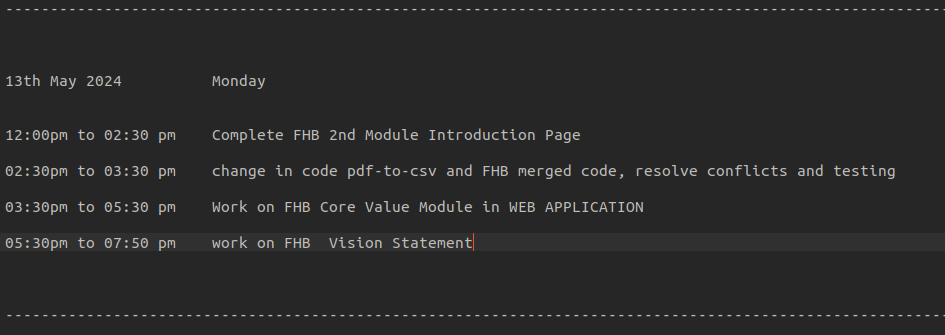 --------------------------------------------------------------------------------------------------------
13th May 2024          Monday
12:00pm to 02:30 pm    Complete FHB 2nd Module Introduction Page
02:30pm to 03:30 pm    change in code pdf-to-csv and FHB merged code, resolve conflicts and testing
03:30pm to 05:30 pm    Work on FHB Core Value Module in WEB APPLICATION
05:30pm to 07:50 pm    work on FHB  Vision Statement
--------------------------------------------------------------------------------------------------------